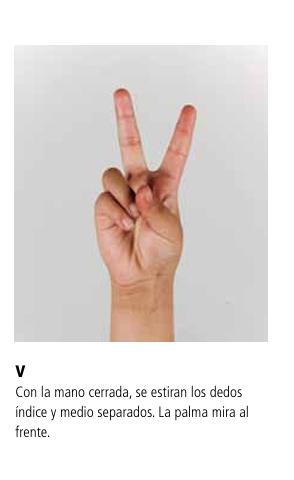 V
Con la mano cerrada, se estiran los dedos
índice y medio separados. La palma mira al
frente.